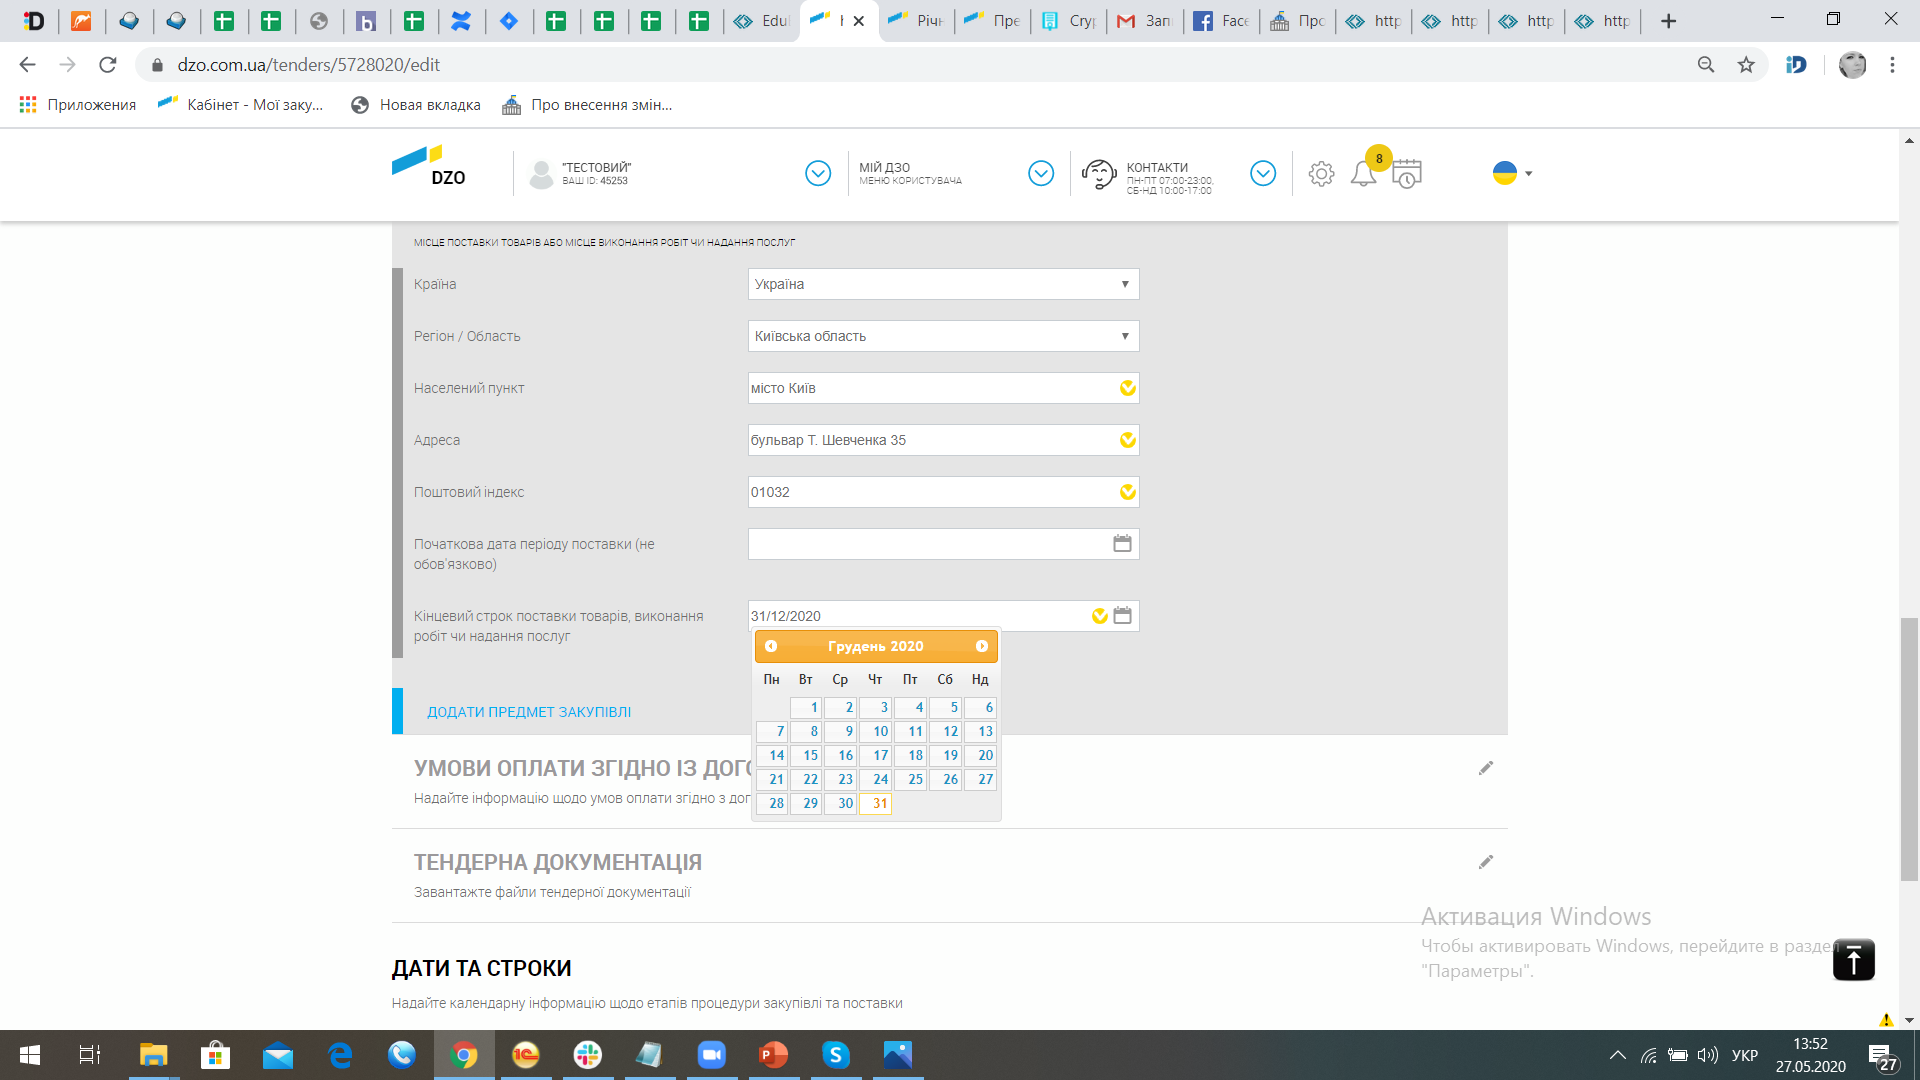 Edu
Річн
Пре
Cryp
Запи
Face
Про
http
http
http
http
dzo.com.ua/tenders/5728020/edit
Приложения
Кабінет - Мої заку...
Новая вкладка
Про внесення змін...
DZO
"ТЕСТОВИЙ"
ВАШ ID: 45253
МІЙ ДЗО
МЕНЮ КОРИСТУВАЧА
КОНТАКТИ
ПН-ПТ 07:00-23:00,
СБ-НД 10:00-17:00
8
МІСЦЕ ПОСТАВКИ ТОВАРІВ АБО МІСЦЕ ВИКОНАННЯ РОБІТ ЧИ НАДАННЯ ПОСЛУГ
Країна
Україна
Регіон / Область
Київська область
Населений пункт
місто Київ
Адреса
бульвар Т. Шевченка 35
Поштовий індекс
01032
Початкова дата періоду поставки (не
обов'язково)
Кінцевий строк поставки товарів, виконання
робіт чи надання послуг
31/12/2020
Грудень 2020
Пн Вт Ср Чт Пт Сб Нд
1 2 3 4 5 6
7 8 9 10 11 12 13
14 15 16 17 18 19 20
21 22 23 24 25 26 27
28 29 30 31
ДОДАТИ ПРЕДМЕТ ЗАКУПІВЛІ
УМОВИ ОПЛАТИ ЗГІДНО ІЗ ДОГО
Надайте інформацію щодо умов оплати згідно з дог
ТЕНДЕРНА ДОКУМЕНТАЦІЯ
Завантажте файли тендерної документації
ДАТИ ТА СТРОКИ
Надайте календарну інформацію щодо етапів процедури закупівлі та поставки
Активация Windows
Чтобы активировать Windows, перейдите в раздел
"Параметры".
УКР
13:52
27.05.2020
27